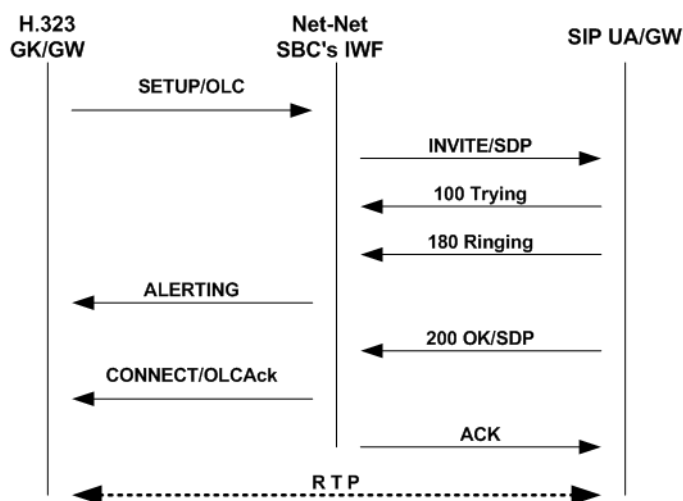 H.323
GK/GW
Net-Net
SBC's IWF
SIP UA/GW
SETUP/OLC
INVITE/SDP
100 Trying
180 Ringing
ALERTING
200 OK/SDP
CONNECT/OLCAck
ACK
R T P